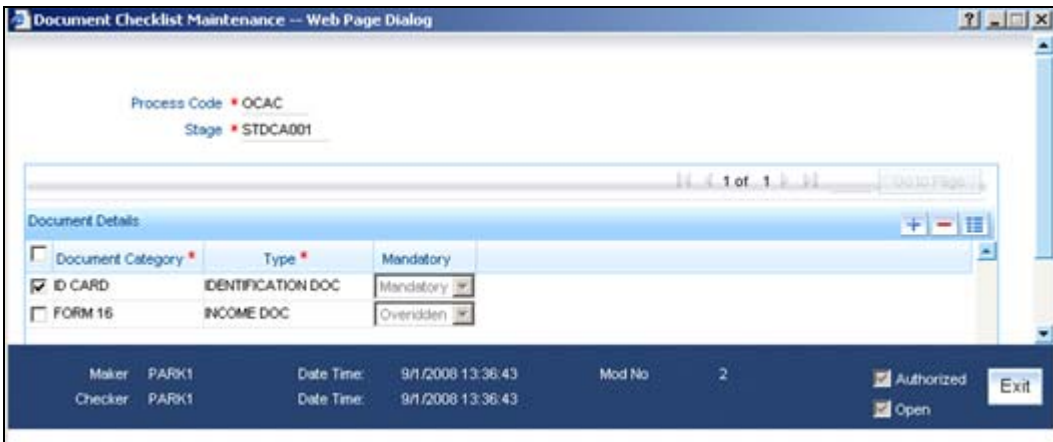 Document Checklist Maintenance -- Web Page Dialog
Process Code * OCAC
Stage * STDCA001
1 of 1 Go to Page
Document Details
Document Category * Type * Mandatory
ID CARD IDENTIFICATION DOC Mandatory
FORM 16 INCOME DOC Overidden
Maker PARK1 Date Time: 9/1/2008 13:36:43 Mod No 2 Authorized
Checker PARK1 Date Time: 9/1/2008 13:36:43 Open
Exit